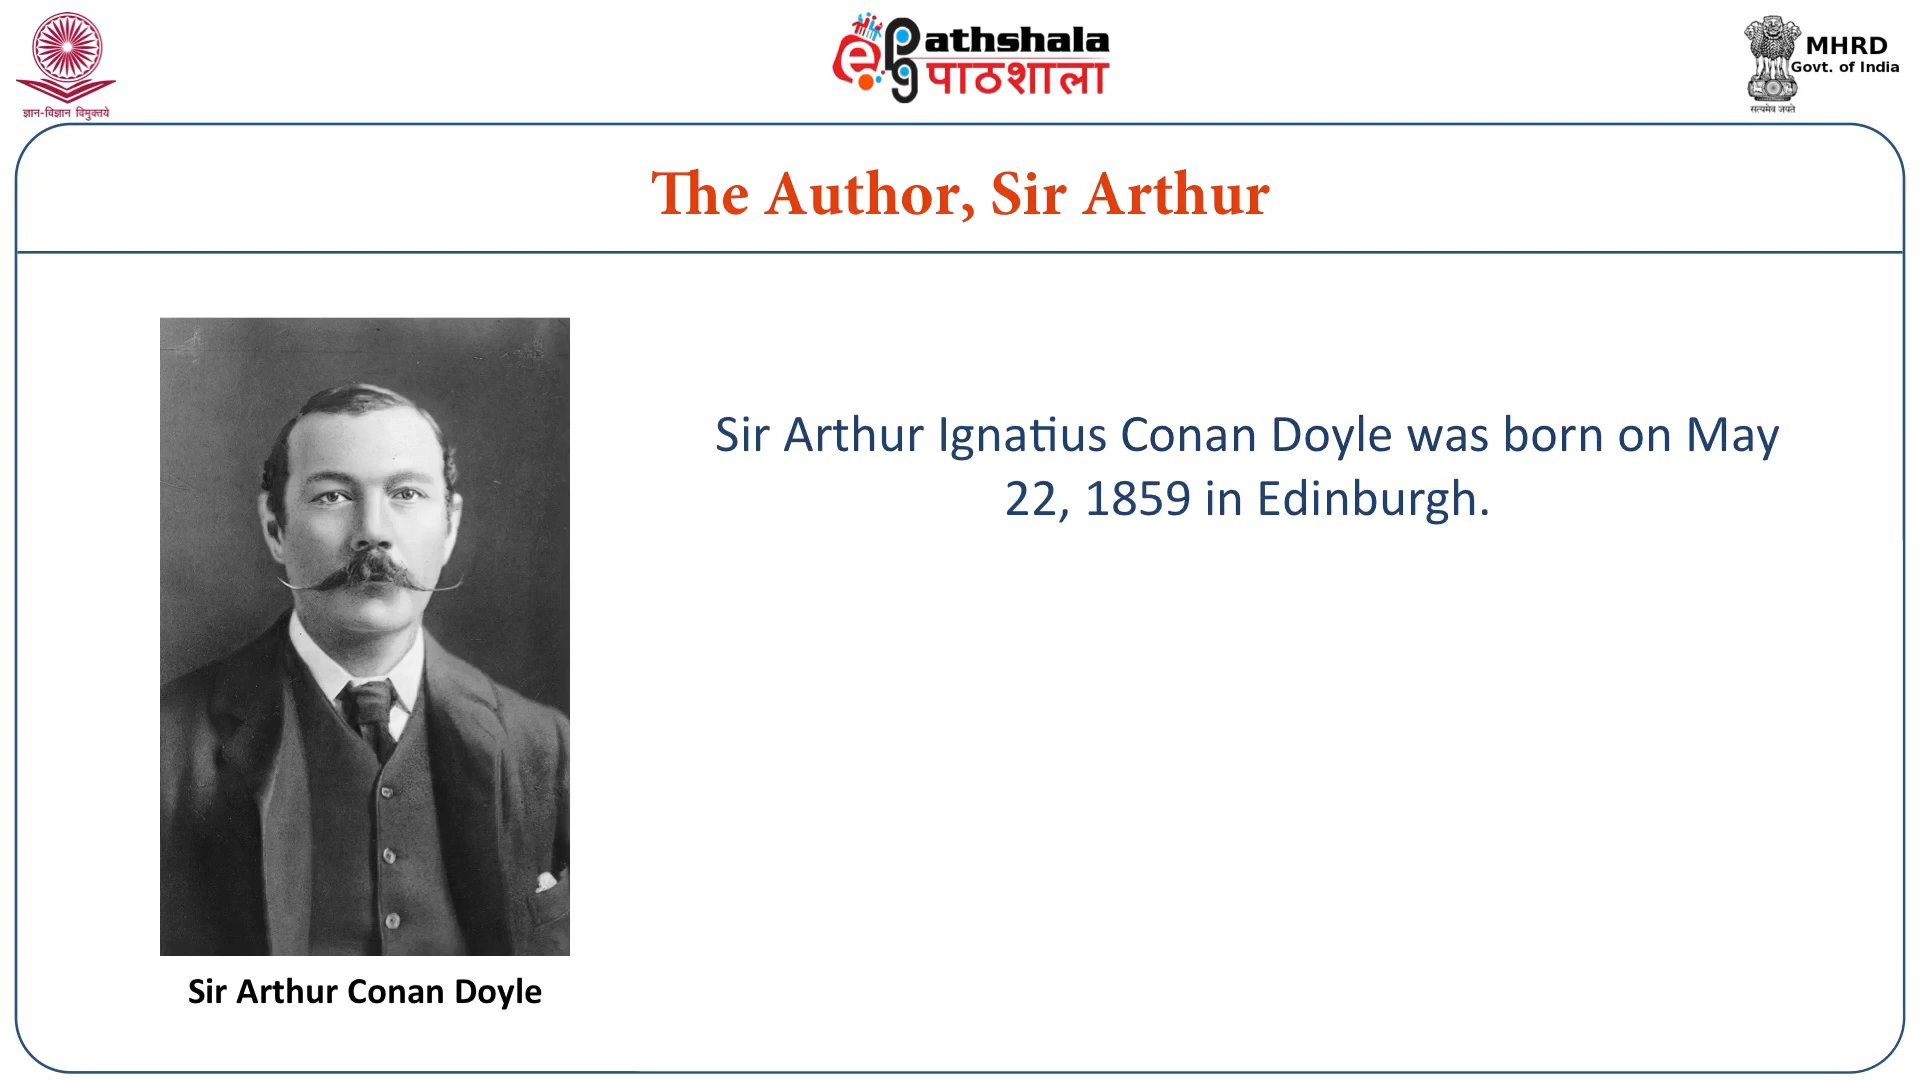 ज्ञान-विज्ञान विमुक्तये
e Pathshala
पाठशाला
MHRD
Govt. of India
सत्यमेव जयते
The Author, Sir Arthur
Sir Arthur Ignatius Conan Doyle was born on May
22, 1859 in Edinburgh.
Sir Arthur Conan Doyle